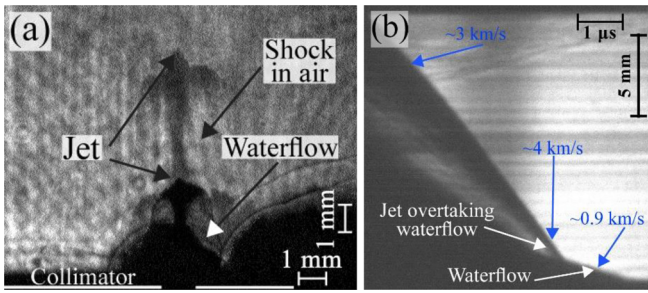 (a)
Shock
in air
Jet
Waterflow
1 mm
1 mm
Collimator
(b)
~3 km/s
1 µs
5 mm
~4 km/s
Jet overtaking
waterflow
~0.9 km/s
Waterflow